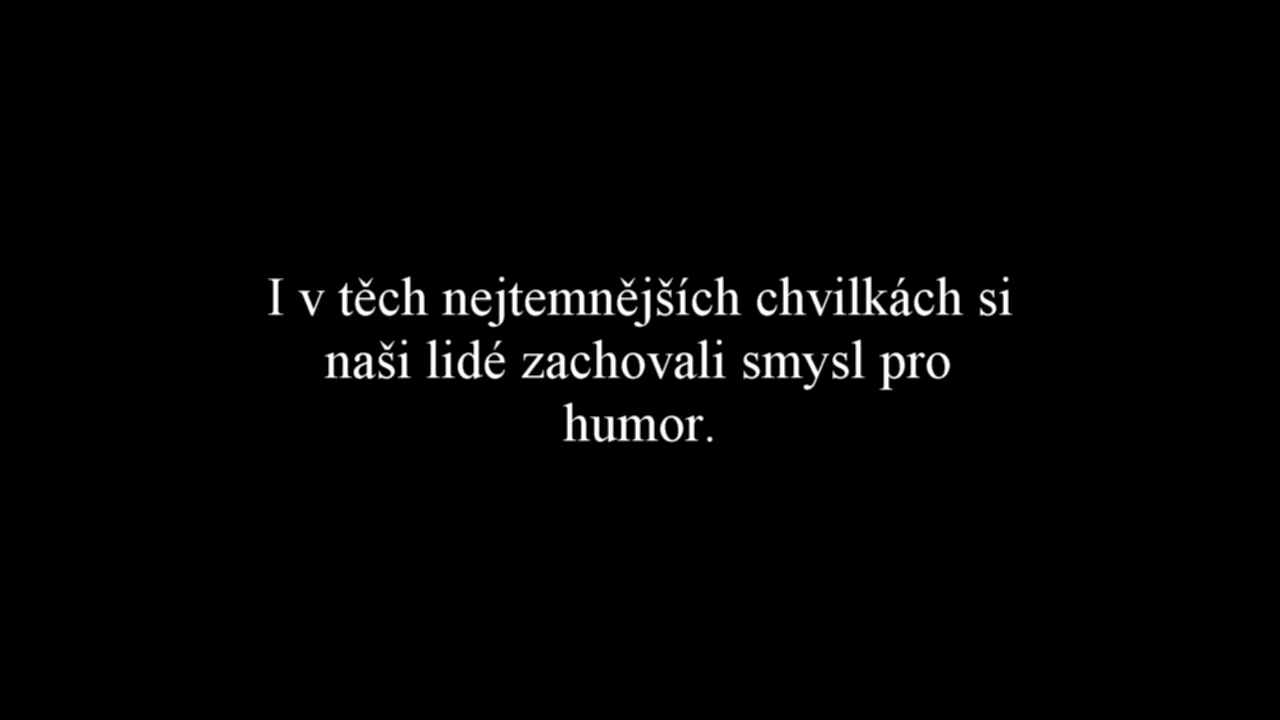 I v těch nejtemnějších chvilkách si
naši lidé zachovali smysl pro
humor.